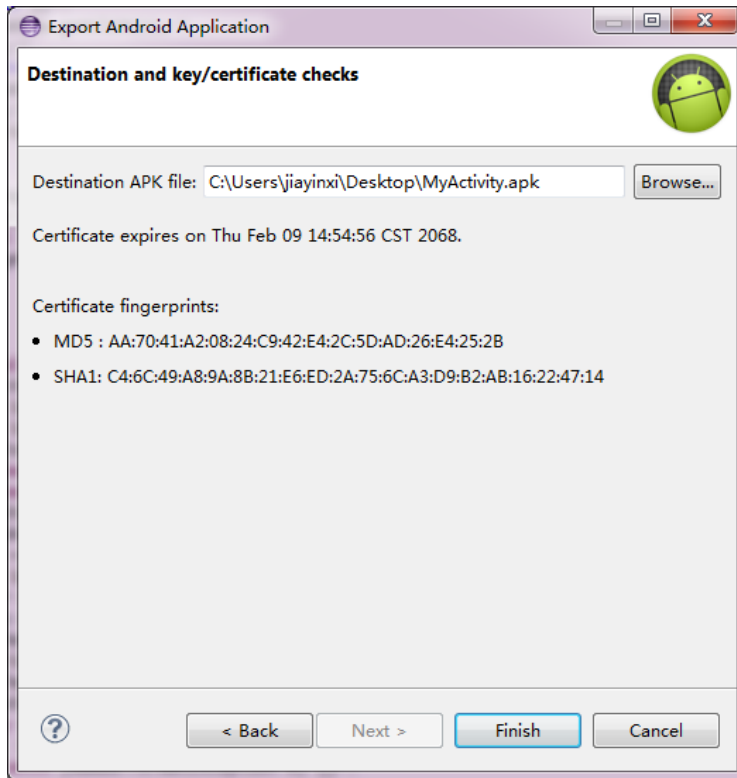 Export Android Application
Destination and key/certificate checks
Destination APK file: C:\Users\jiayinxi\Desktop\MyActivity.apk Browse...
Certificate expires on Thu Feb 09 14:54:56 CST 2068.
Certificate fingerprints:
• MD5 : AA:70:41:A2:08:24:C9:42:E4:2C:5D:AD:26:E4:25:2B
• SHA1: C4:6C:49:A8:9A:8B:21:E6:ED:2A:75:6C:A3:D9:B2:AB:16:22:47:14
? < Back Next > Finish Cancel